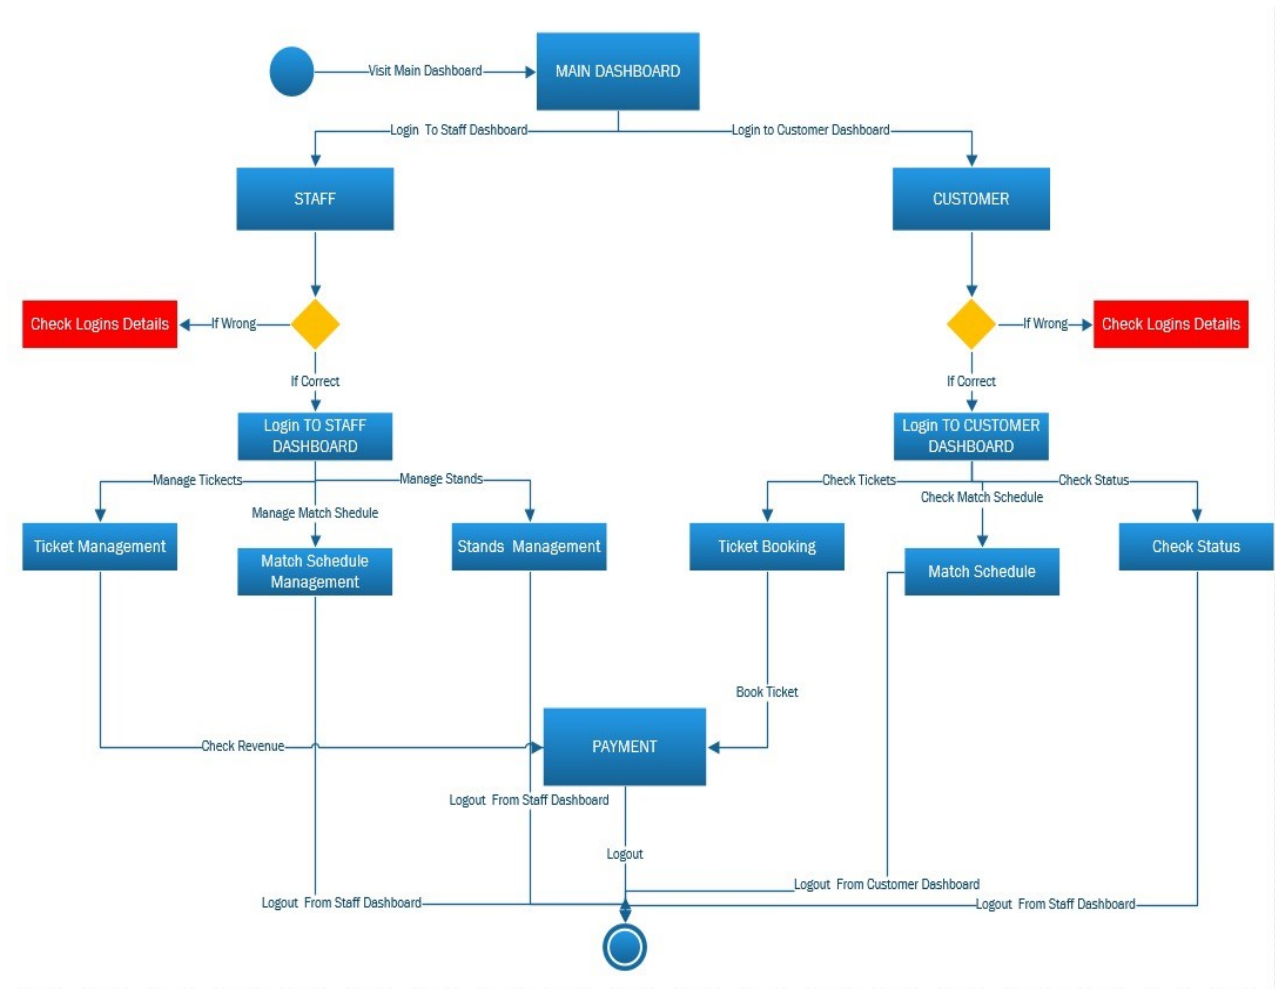 Visit Main Dashboard
MAIN DASHBOARD
Login To Staff Dashboard
Login to Customer Dashboard
STAFF
CUSTOMER
Check Logins Details
If Wrong
If Wrong
Check Logins Details
If Correct
If Correct
Login TO STAFF
DASHBOARD
Login TO CUSTOMER
DASHBOARD
Manage Tickects
Manage Stands
Check Tickets
Check Status
Manage Match Shedule
Check Match Schedule
Ticket Management
Match Schedule
Management
Stands Management
Ticket Booking
Match Schedule
Check Status
Book Ticket
Check Revenue
PAYMENT
Logout From Staff Dashboard
Logout
Logout From Customer Dashboard
Logout From Staff Dashboard
Logout From Staff Dashboard